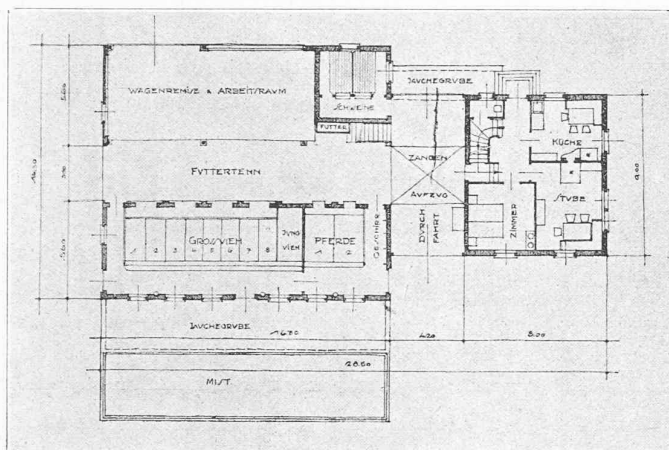 JAUCHEGRUBE
WAGENREMISE & ARBEITSRAUM
SCHWEINE
FUTTER
KÜCHE
ZANGEN
AUFZUG
FUTTERTENN
STUBE
GROSSVIEH
JUNG
VIEH
PFERDE
GESCHIRR
DURCH
FAHRT
ZIMMER
1 2 3 4 5 6 7 8
1 2
9.00
JAUCHEGRUBE
16.30
4.20
8.00
28.50
MIST